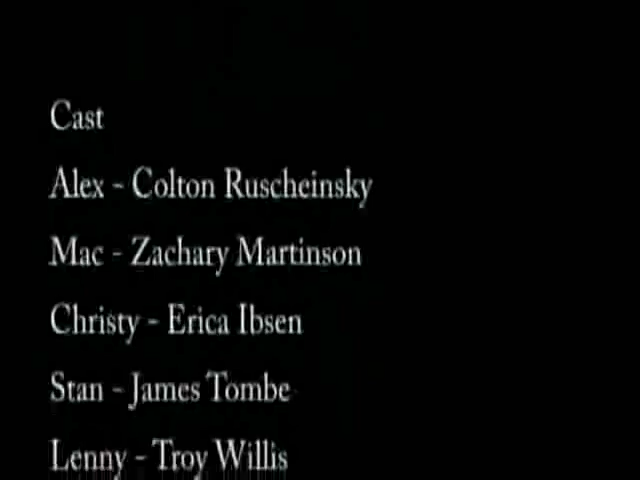 Cast
Alex - Colton Ruscheinsky
Mac - Zachary Martinson
Christy - Erica Ibsen
Stan - James Tombe
Lenny - Troy Willis